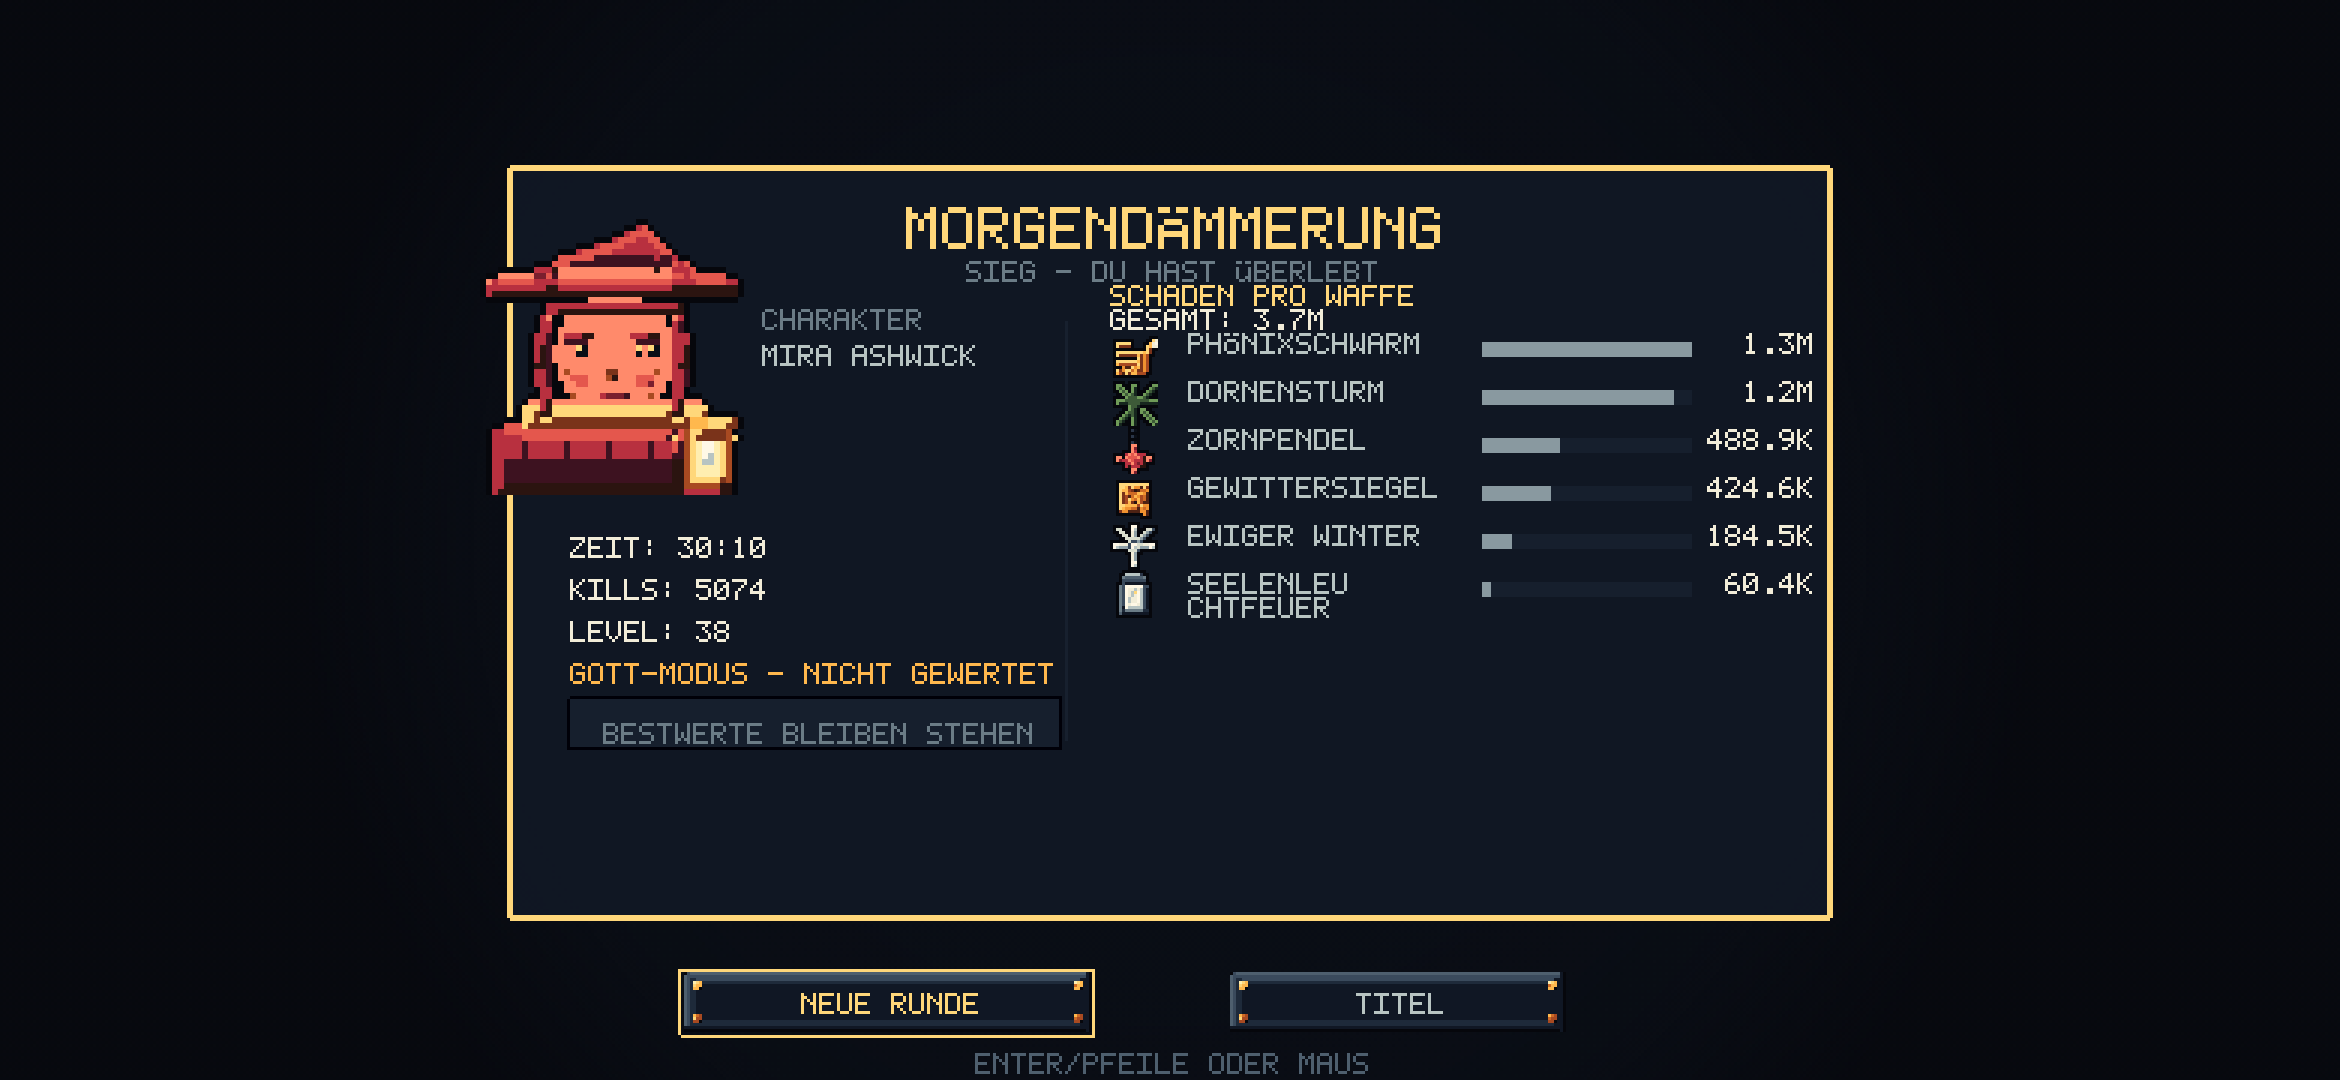 MORGENDäMMERUNG
SIEG - DU HAST üBERLEBT
CHARAKTER
MIRA ASHWICK
ZEIT: 30:10
KILLS: 5074
LEVEL: 38
GOTT-MODUS - NICHT GEWERTET
BESTWERTE BLEIBEN STEHEN
SCHADEN PRO WAFFE
GESAMT: 3.7M
PHöNIXSCHWARM 1.3M
DORNENSTURM 1.2M
ZORNPENDEL 488.9K
GEWITTERSIEGEL 424.6K
EWIGER WINTER 184.5K
SEELENLEU 60.4K
CHTFEUER
NEUE RUNDE
TITEL
ENTER/PFEILE ODER MAUS